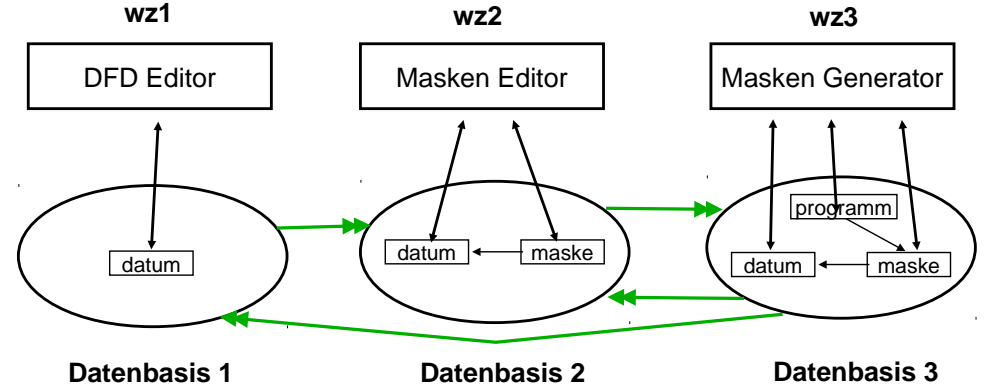 wz1
wz2
wz3
DFD Editor
Masken Editor
Masken Generator
datum
datum
maske
programm
datum
maske
Datenbasis 1
Datenbasis 2
Datenbasis 3